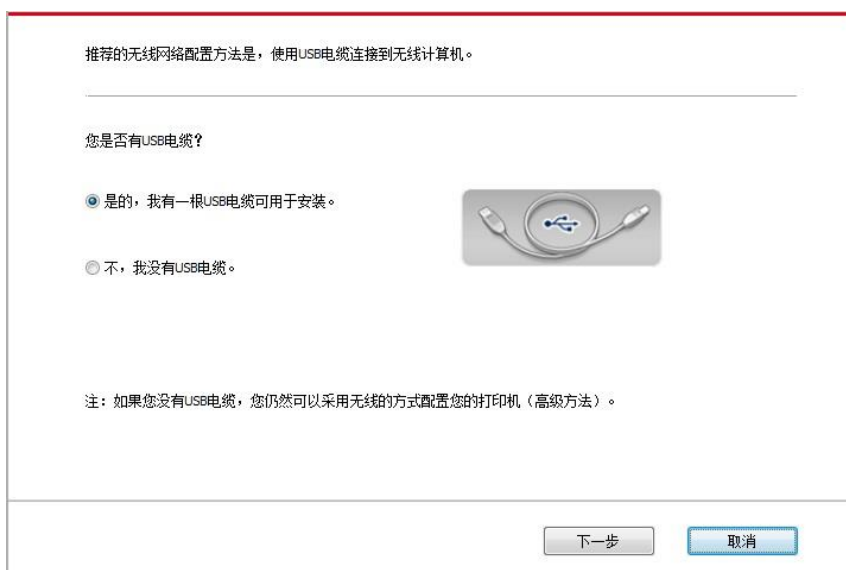 推荐的无线网络配置方法是，使用USB电缆连接到无线计算机。
您是否有USB电缆？
是的，我有一根USB电缆可用于安装。
不，我没有USB电缆。
注：如果您没有USB电缆，您仍然可以采用无线的方式配置您的打印机（高级方法）。
下一步
取消